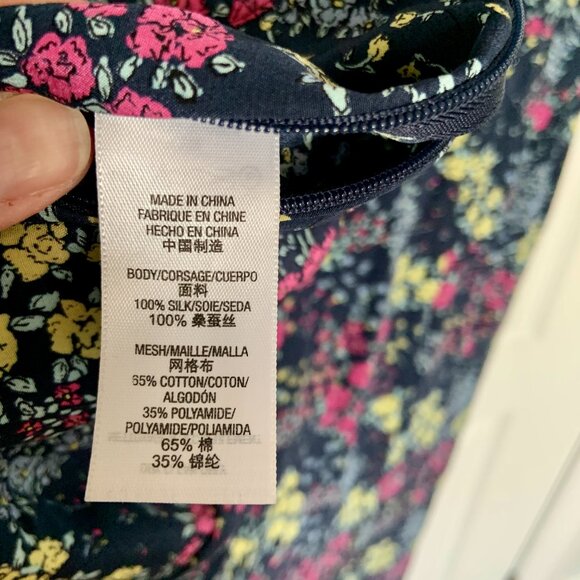 MADE IN CHINA
FABRIQUE EN CHINE
HECHO EN CHINA
中国制造
BODY/CORSAGE/CUERPO
面料
100% SILK/SOIE/SEDA
100% 桑蚕丝
MESH/MAILLE/MALLA
网格布
65% COTTON/COTON/
ALGODÓN
35% POLYAMIDE/
POLYAMIDE/POLIAMIDA
65% 棉
35% 锦纶